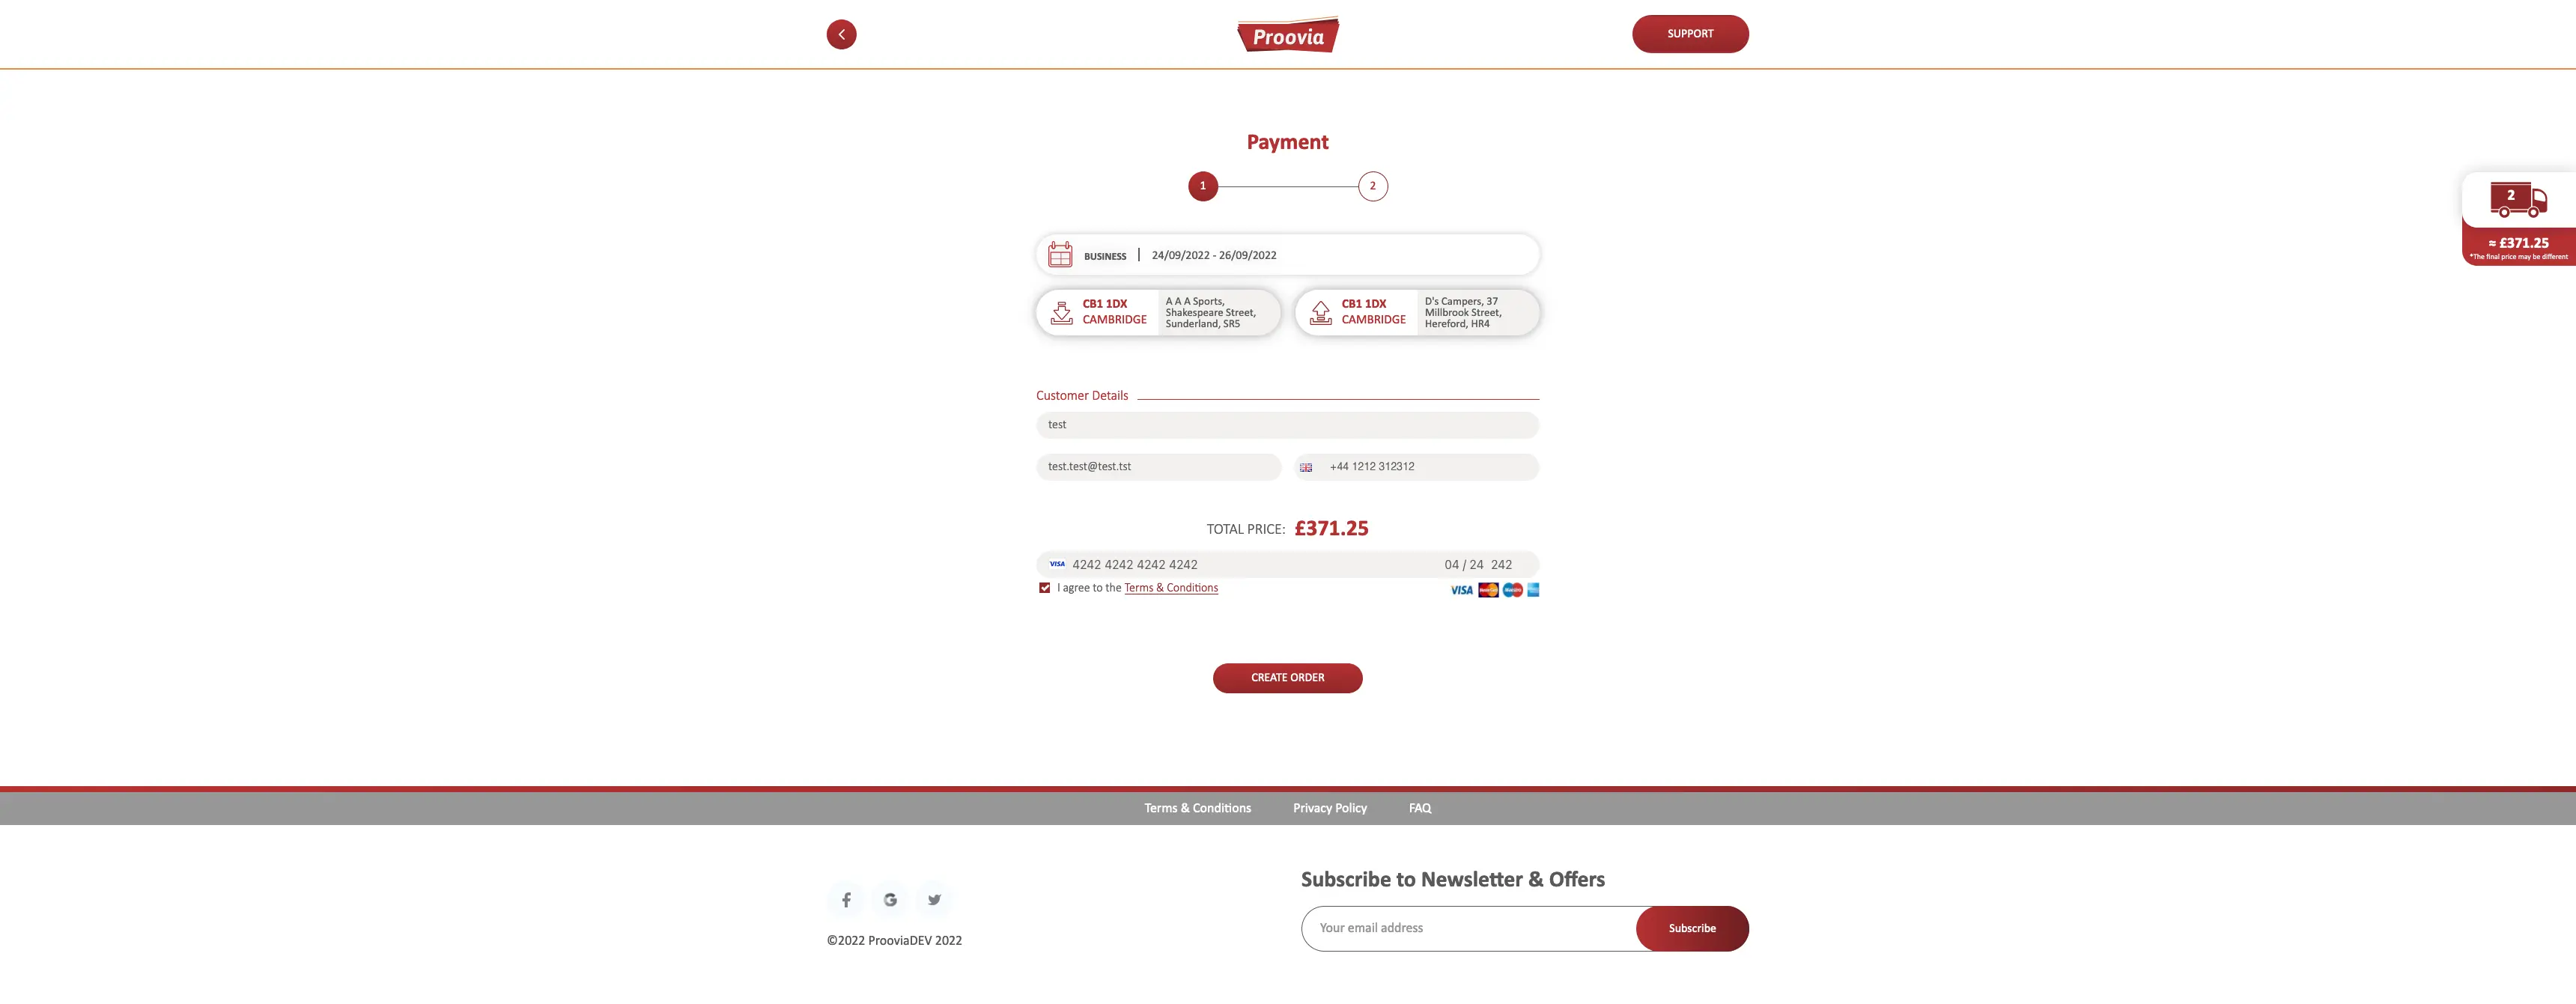 Proovia
SUPPORT
Payment
1
2
2
≈ £371.25
*The final price may be different
BUSINESS | 24/09/2022 - 26/09/2022
CB1 1DX
CAMBRIDGE
A A A Sports,
Shakespeare Street,
Sunderland, SR5
CB1 1DX
CAMBRIDGE
D's Campers, 37
Millbrook Street,
Hereford, HR4
Customer Details
test
test.test@test.tst
+44 1212 312312
TOTAL PRICE: £371.25
VISA 4242 4242 4242 4242 04 / 24 242
I agree to the Terms & Conditions
VISA
CREATE ORDER
Terms & Conditions Privacy Policy FAQ
©2022 ProoviaDEV 2022
Subscribe to Newsletter & Offers
Your email address
Subscribe